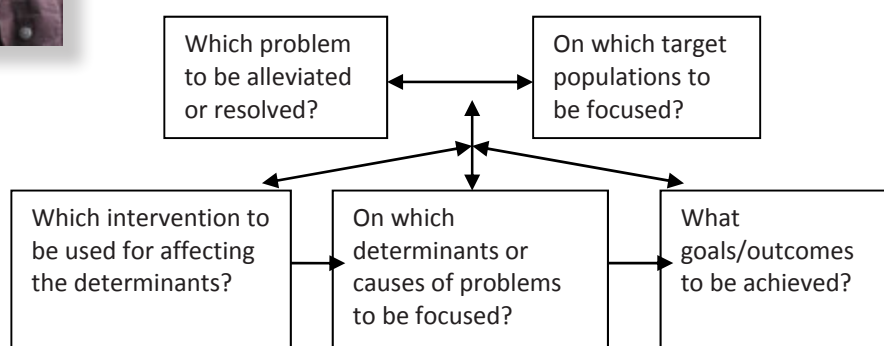 Which problem
to be alleviated
or resolved?
On which target
populations to
be focused?
Which intervention to
be used for affecting
the determinants?
On which
determinants or
causes of problems
to be focused?
What
goals/outcomes
to be achieved?